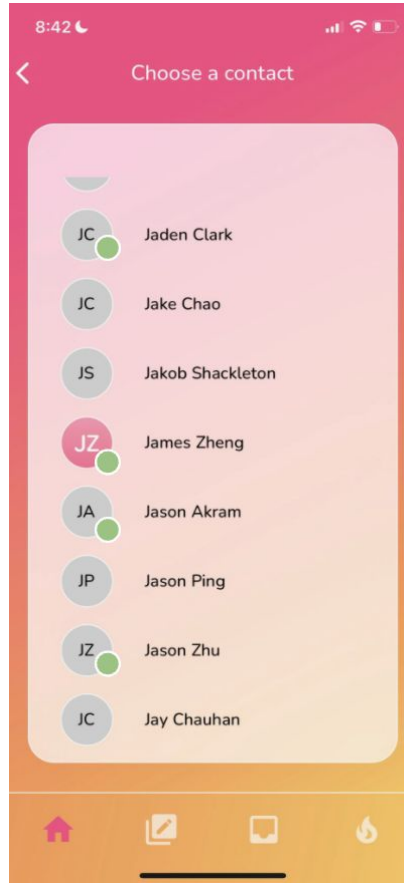 8:42
Choose a contact
JC Jaden Clark
JC Jake Chao
JS Jakob Shackleton
JZ James Zheng
JA Jason Akram
JP Jason Ping
JZ Jason Zhu
JC Jay Chauhan